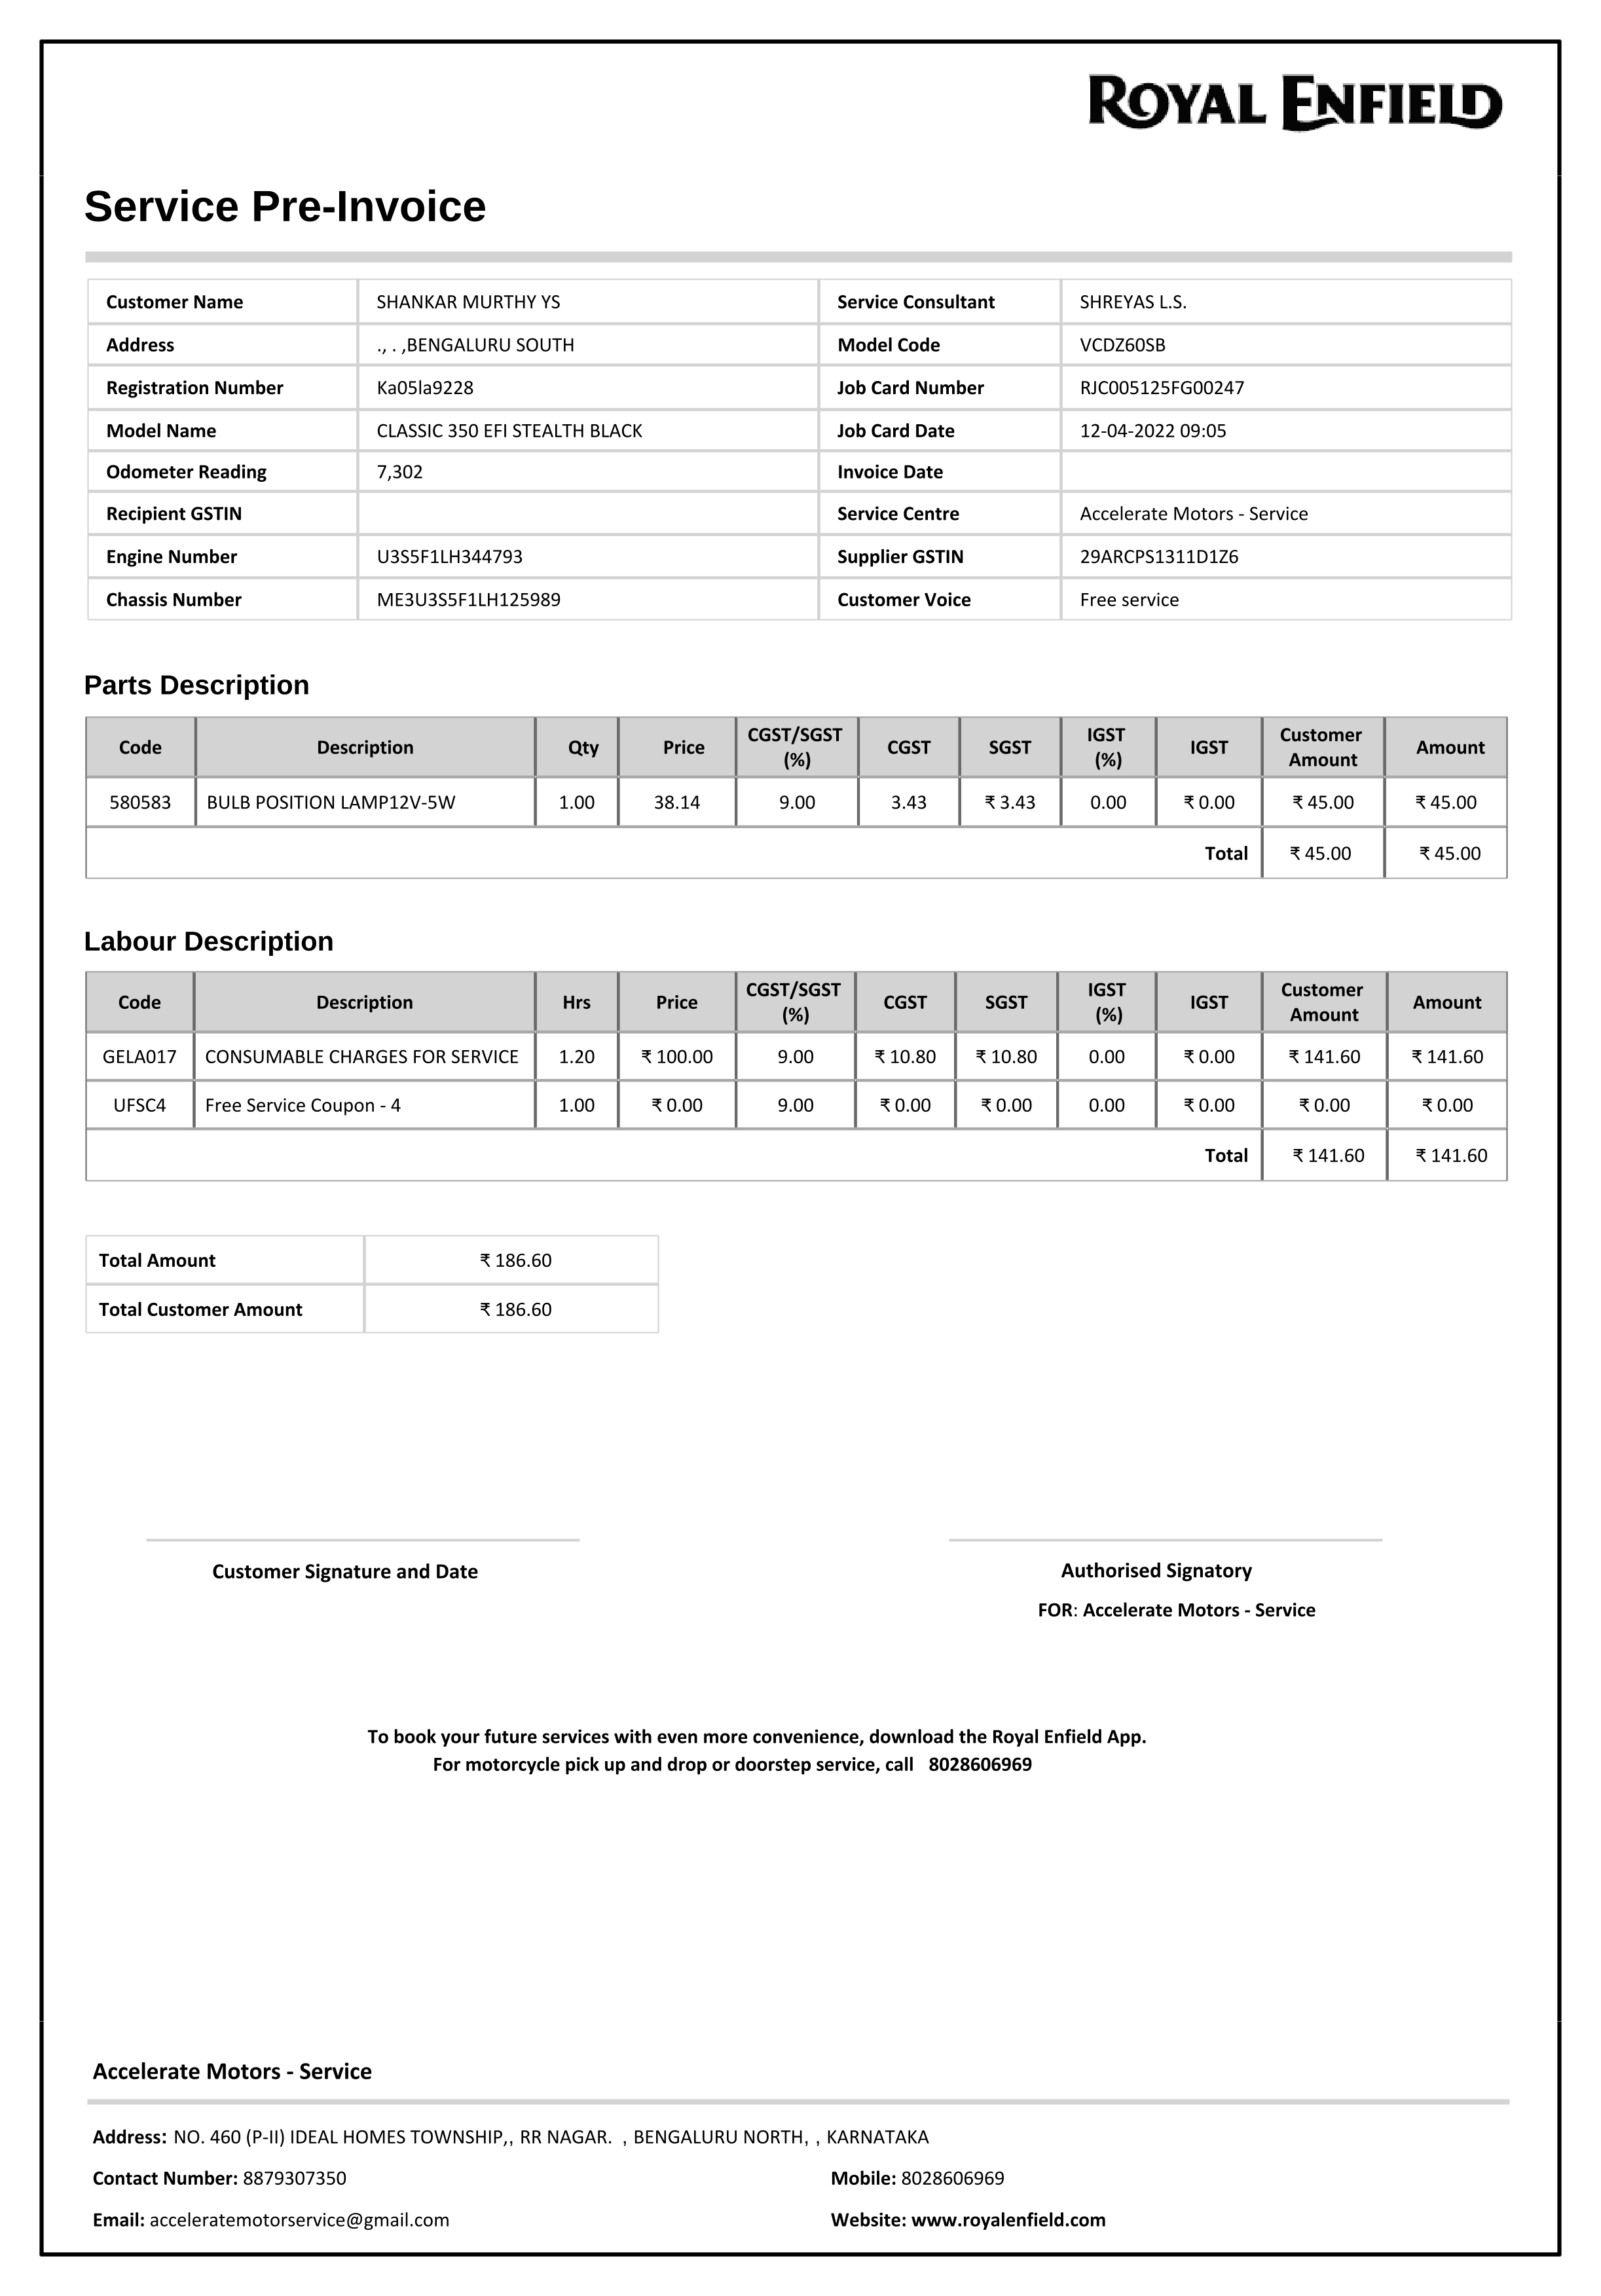 ROYAL ENFIELD
Service Pre-Invoice
Customer Name SHANKAR MURTHY YS Service Consultant SHREYAS L.S.
Address ., . ,BENGALURU SOUTH Model Code VCDZ60SB
Registration Number Ka05la9228 Job Card Number RJC005125FG00247
Model Name CLASSIC 350 EFI STEALTH BLACK Job Card Date 12-04-2022 09:05
Odometer Reading 7,302 Invoice Date
Recipient GSTIN Service Centre Accelerate Motors - Service
Engine Number U3S5F1LH344793 Supplier GSTIN 29ARCPS1311D1Z6
Chassis Number ME3U3S5F1LH125989 Customer Voice Free service
Parts Description
Code Description Qty Price CGST/SGST (%) CGST SGST IGST (%) IGST Customer Amount Amount
580583 BULB POSITION LAMP12V-5W 1.00 38.14 9.00 3.43 ₹ 3.43 0.00 ₹ 0.00 ₹ 45.00 ₹ 45.00
Total ₹ 45.00 ₹ 45.00
Labour Description
Code Description Hrs Price CGST/SGST (%) CGST SGST IGST (%) IGST Customer Amount Amount
GELA017 CONSUMABLE CHARGES FOR SERVICE 1.20 ₹ 100.00 9.00 ₹ 10.80 ₹ 10.80 0.00 ₹ 0.00 ₹ 141.60 ₹ 141.60
UFSC4 Free Service Coupon - 4 1.00 ₹ 0.00 9.00 ₹ 0.00 ₹ 0.00 0.00 ₹ 0.00 ₹ 0.00 ₹ 0.00
Total ₹ 141.60 ₹ 141.60
Total Amount ₹ 186.60
Total Customer Amount ₹ 186.60
Customer Signature and Date Authorised Signatory
FOR: Accelerate Motors - Service
To book your future services with even more convenience, download the Royal Enfield App.
For motorcycle pick up and drop or doorstep service, call 8028606969
Accelerate Motors - Service
Address: NO. 460 (P-II) IDEAL HOMES TOWNSHIP,, RR NAGAR. , BENGALURU NORTH, , KARNATAKA
Contact Number: 8879307350 Mobile: 8028606969
Email: acceleratemotorservice@gmail.com Website: www.royalenfield.com